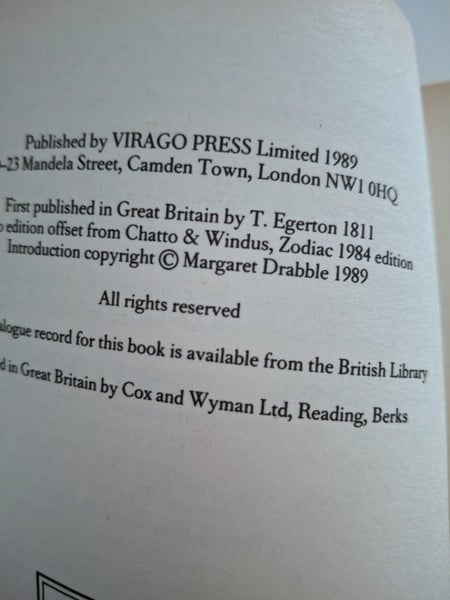 Published by VIRAGO PRESS Limited 1989
–23 Mandela Street, Camden Town, London NW1 0HQ
First published in Great Britain by T. Egerton 1811
edition offset from Chatto & Windus, Zodiac 1984 edition
Introduction copyright © Margaret Drabble 1989
All rights reserved
alogue record for this book is available from the British Library
d in Great Britain by Cox and Wyman Ltd, Reading, Berks